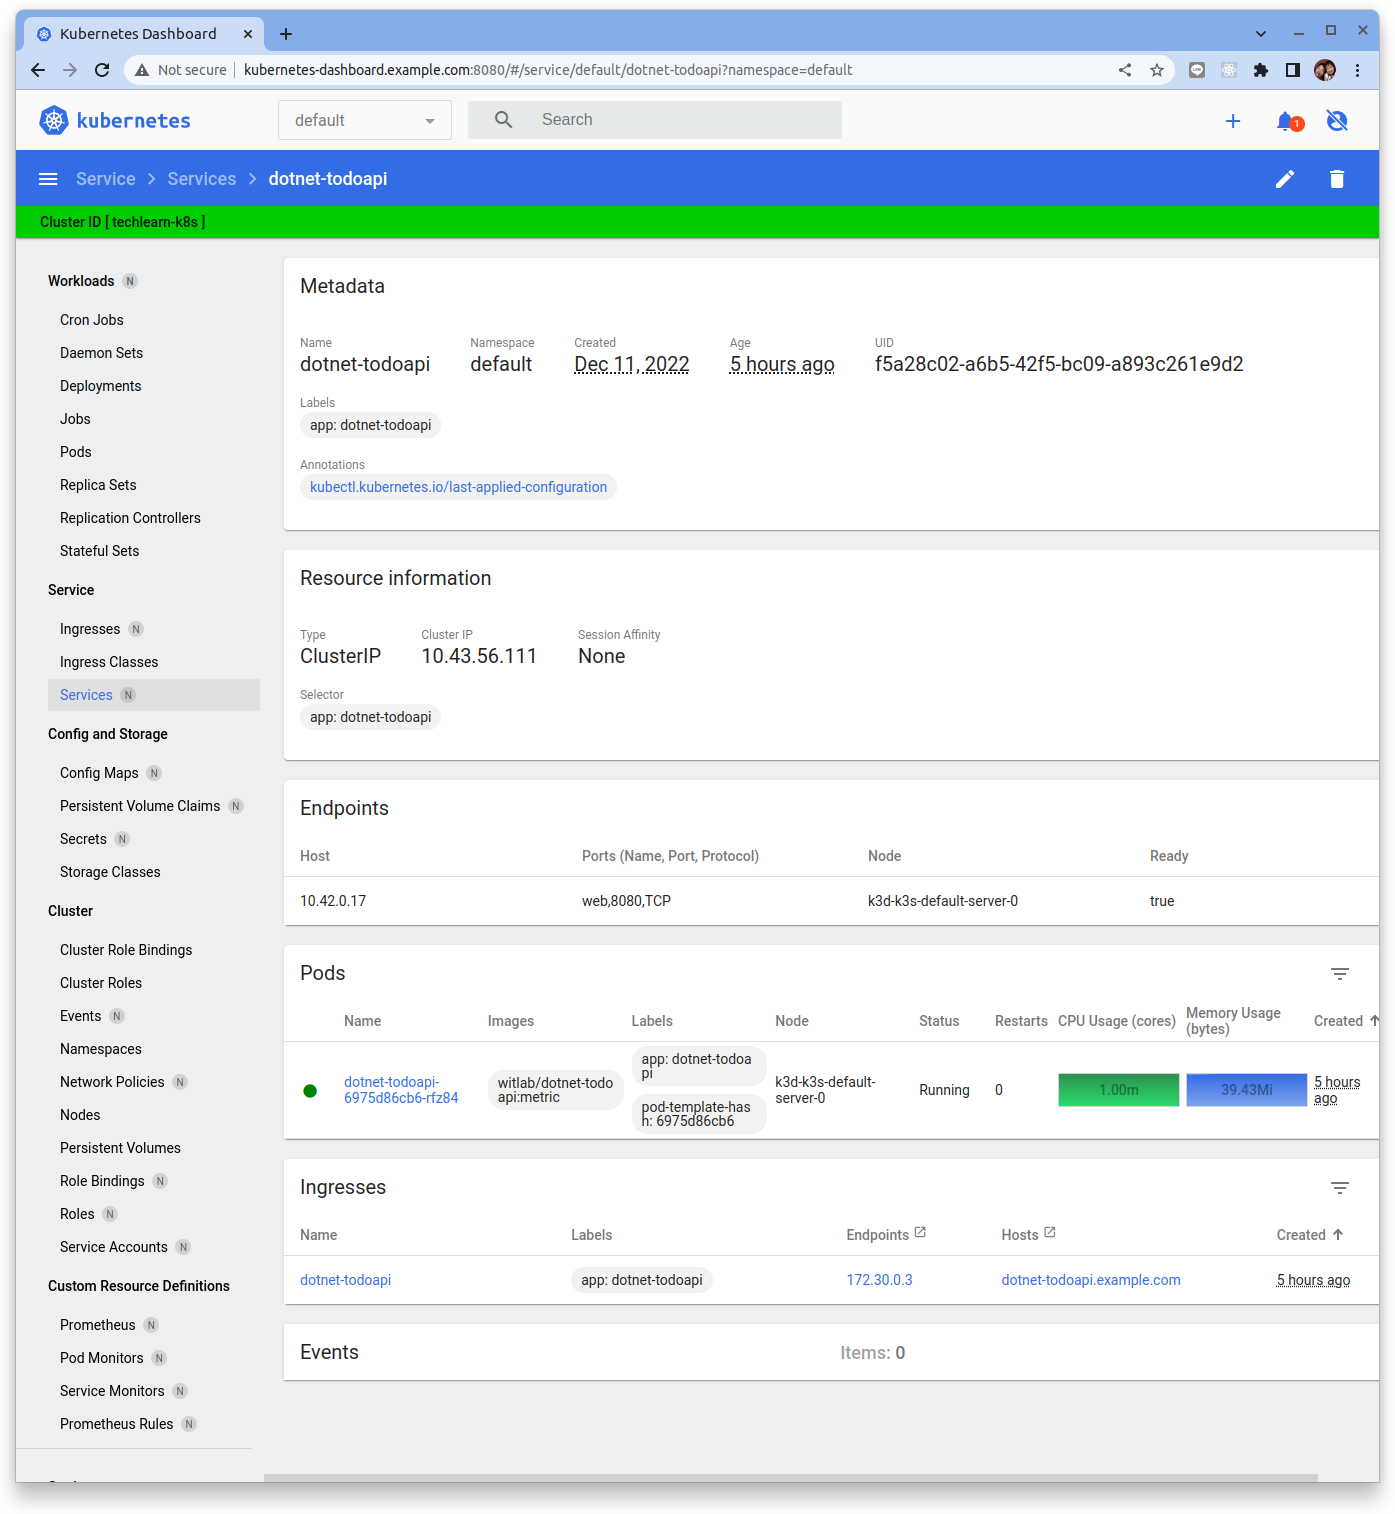 Kubernetes Dashboard
Not secure
kubernetes-dashboard.example.com:8080/#/service/default/dotnet-todoapi?namespace=default
kubernetes
default
Search
1
Service > Services > dotnet-todoapi
Cluster ID [ techlearn-k8s ]
Workloads N
Cron Jobs
Daemon Sets
Deployments
Jobs
Pods
Replica Sets
Replication Controllers
Stateful Sets
Service
Ingresses N
Ingress Classes
Services N
Config and Storage
Config Maps N
Persistent Volume Claims N
Secrets N
Storage Classes
Cluster
Cluster Role Bindings
Cluster Roles
Events N
Namespaces
Network Policies N
Nodes
Persistent Volumes
Role Bindings N
Roles N
Service Accounts N
Custom Resource Definitions
Prometheus N
Pod Monitors N
Service Monitors N
Prometheus Rules N
Metadata
Name Namespace Created Age UID
dotnet-todoapi default Dec 11, 2022 5 hours ago f5a28c02-a6b5-42f5-bc09-a893c261e9d2
Labels
app: dotnet-todoapi
Annotations
kubectl.kubernetes.io/last-applied-configuration
Resource information
Type Cluster IP Session Affinity
ClusterIP 10.43.56.111 None
Selector
app: dotnet-todoapi
Endpoints
Host Ports (Name, Port, Protocol) Node Ready
10.42.0.17 web,8080,TCP k3d-k3s-default-server-0 true
Pods
Name Images Labels Node Status Restarts CPU Usage (cores) Memory Usage (bytes) Created
dotnet-todoapi-
6975d86cb6-rfz84
witlab/dotnet-todo
api:metric
app: dotnet-todoa
pi
pod-template-has
h: 6975d86cb6
k3d-k3s-default-
server-0
Running
0
1.00m
39.43Mi
5 hours
ago
Ingresses
Name Labels Endpoints Hosts Created
dotnet-todoapi app: dotnet-todoapi 172.30.0.3 dotnet-todoapi.example.com 5 hours ago
Events
Items: 0